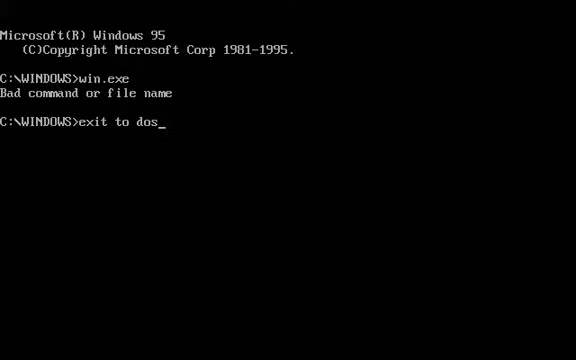 Microsoft(R) Windows 95
(C)Copyright Microsoft Corp 1981-1995.
C:\WINDOWS>win.exe
Bad command or file name
C:\WINDOWS>exit to dos_